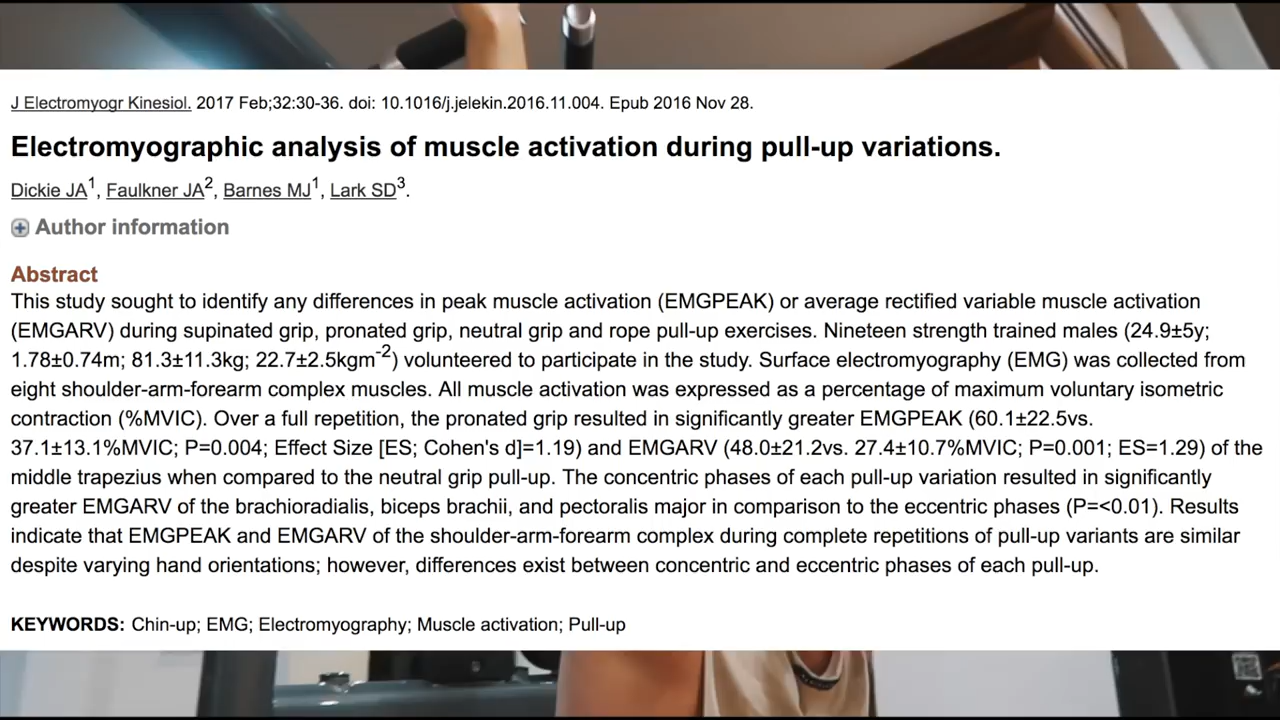 J Electromyogr Kinesiol. 2017 Feb;32:30-36. doi: 10.1016/j.jelekin.2016.11.004. Epub 2016 Nov 28.
Electromyographic analysis of muscle activation during pull-up variations.
Dickie JA1, Faulkner JA2, Barnes MJ1, Lark SD3.
Author information
Abstract
This study sought to identify any differences in peak muscle activation (EMGPEAK) or average rectified variable muscle activation
(EMGARV) during supinated grip, pronated grip, neutral grip and rope pull-up exercises. Nineteen strength trained males (24.9±5y;
1.78±0.74m; 81.3±11.3kg; 22.7±2.5kgm-2) volunteered to participate in the study. Surface electromyography (EMG) was collected from
eight shoulder-arm-forearm complex muscles. All muscle activation was expressed as a percentage of maximum voluntary isometric
contraction (%MVIC). Over a full repetition, the pronated grip resulted in significantly greater EMGPEAK (60.1±22.5vs.
37.1±13.1%MVIC; P=0.004; Effect Size [ES; Cohen's d]=1.19) and EMGARV (48.0±21.2vs. 27.4±10.7%MVIC; P=0.001; ES=1.29) of the
middle trapezius when compared to the neutral grip pull-up. The concentric phases of each pull-up variation resulted in significantly
greater EMGARV of the brachioradialis, biceps brachii, and pectoralis major in comparison to the eccentric phases (P=<0.01). Results
indicate that EMGPEAK and EMGARV of the shoulder-arm-forearm complex during complete repetitions of pull-up variants are similar
despite varying hand orientations; however, differences exist between concentric and eccentric phases of each pull-up.
KEYWORDS: Chin-up; EMG; Electromyography; Muscle activation; Pull-up